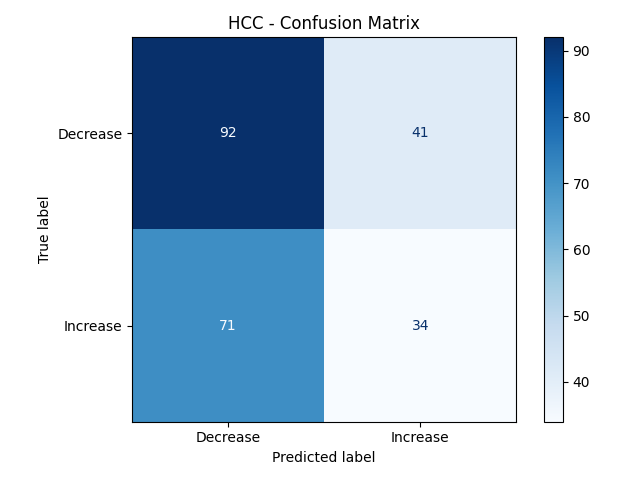 HCC - Confusion Matrix
True label
Decrease
92
41
Increase
71
34
Decrease
Increase
Predicted label
90
80
70
60
50
40